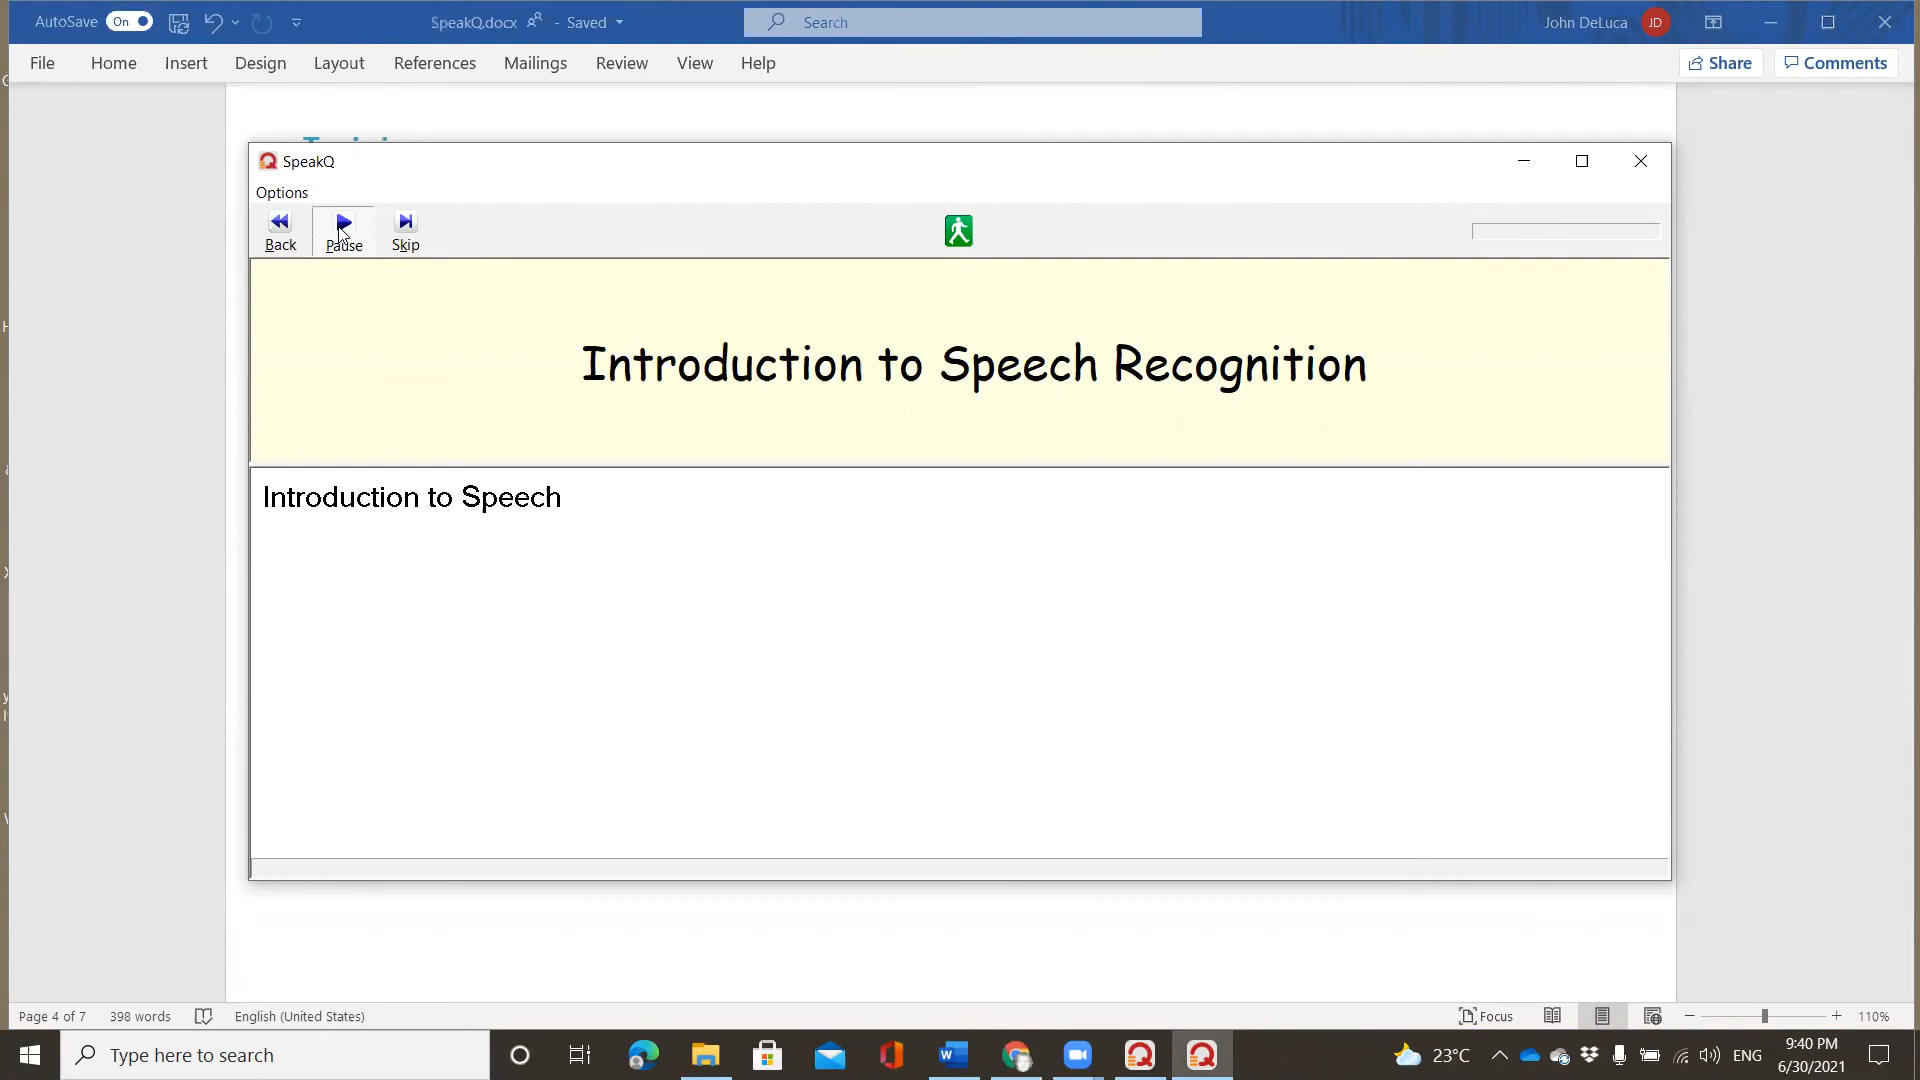 AutoSave On SpeakQ.docx - Saved Search John DeLuca JD
File Home Insert Design Layout References Mailings Review View Help Share Comments
SpeakQ
Options
Back Pause Skip
Introduction to Speech Recognition
Introduction to Speech
Page 4 of 7 398 words English (United States) Focus 110%
Type here to search 23°C ENG 9:40 PM
6/30/2021